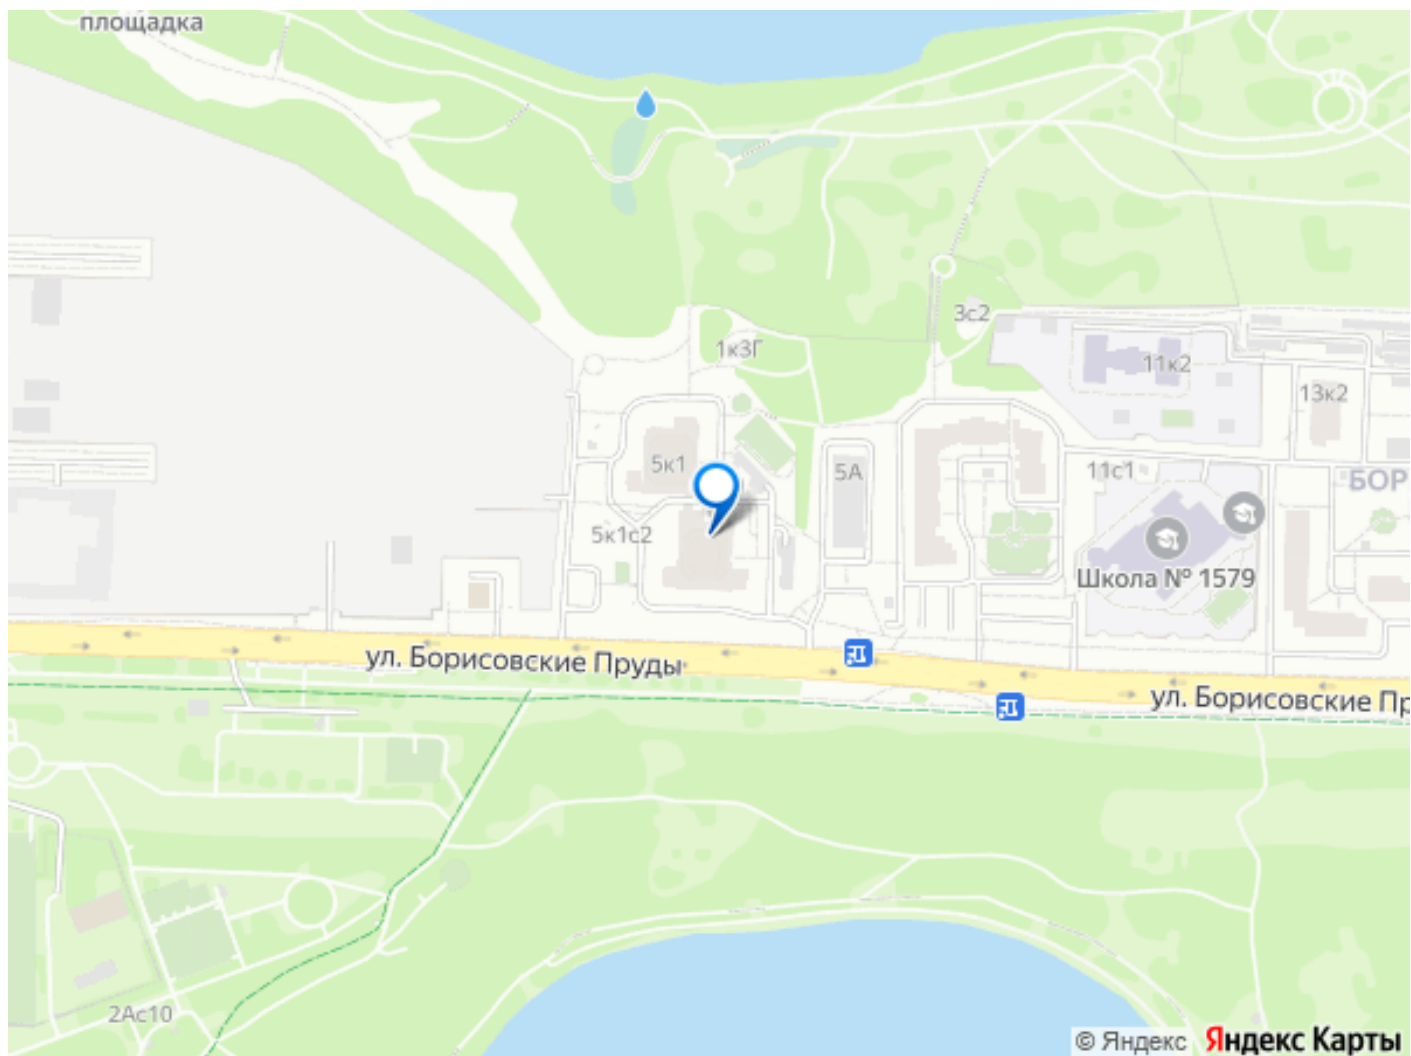 площадка
3с2
1к3Г
11к2
13к2
5к1
5А
11с1
БОР
5к1с2
Школа № 1579
ул. Борисовские Пруды
ул. Борисовские Пр
2Ас10
© Яндекс Яндекс Карты